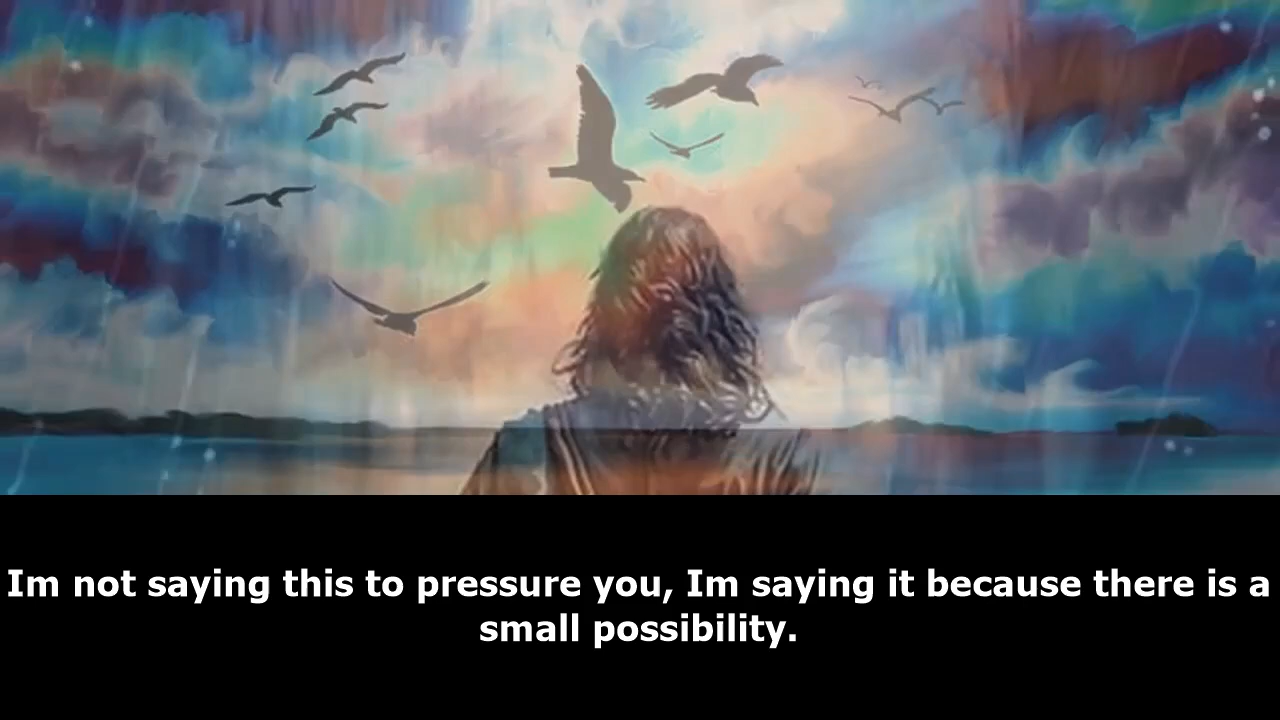 Im not saying this to pressure you, Im saying it because there is a
small possibility.